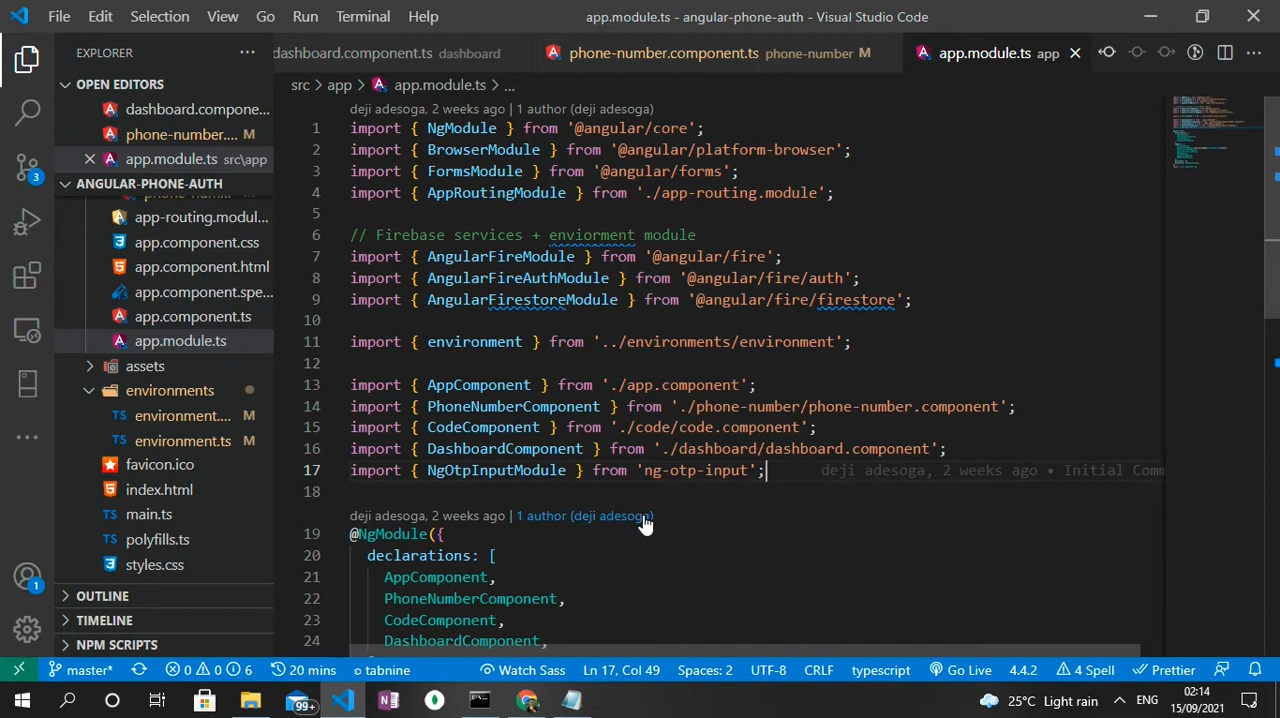 File Edit Selection View Go Run Terminal Help app.module.ts - angular-phone-auth - Visual Studio Code
EXPLORER
dashboard.component.ts dashboard phone-number.component.ts phone-number M app.module.ts app
OPEN EDITORS
dashboard.compone...
phone-number.... M
app.module.ts src\app
ANGULAR-PHONE-AUTH
app-routing.modul...
app.component.css
app.component.html
app.component.spe...
app.component.ts
app.module.ts
assets
environments
TS environment.... M
TS environment.ts M
favicon.ico
index.html
main.ts
polyfills.ts
styles.css
OUTLINE
TIMELINE
NPM SCRIPTS
3
1
src > app > app.module.ts > ...
deji adesoga, 2 weeks ago | 1 author (deji adesoga)
1 import { NgModule } from '@angular/core';
2 import { BrowserModule } from '@angular/platform-browser';
3 import { FormsModule } from '@angular/forms';
4 import { AppRoutingModule } from './app-routing.module';
5
6 // Firebase services + enviorment module
7 import { AngularFireModule } from '@angular/fire';
8 import { AngularFireAuthModule } from '@angular/fire/auth';
9 import { AngularFirestoreModule } from '@angular/fire/firestore';
10
11 import { environment } from '../environments/environment';
12
13 import { AppComponent } from './app.component';
14 import { PhoneNumberComponent } from './phone-number/phone-number.component';
15 import { CodeComponent } from './code/code.component';
16 import { DashboardComponent } from './dashboard/dashboard.component';
17 import { NgOtpInputModule } from 'ng-otp-input'; deji adesoga, 2 weeks ago • Initial Comm
18
deji adesoga, 2 weeks ago | 1 author (deji adesoga)
19 @NgModule({
20 declarations: [
21 AppComponent,
22 PhoneNumberComponent,
23 CodeComponent,
24 DashboardComponent,
master* 0 0 6 20 mins tabnine Watch Sass Ln 17, Col 49 Spaces: 2 UTF-8 CRLF typescript Go Live 4.4.2 4 Spell Prettier
99+ 25°C Light rain ENG 02:14
15/09/2021